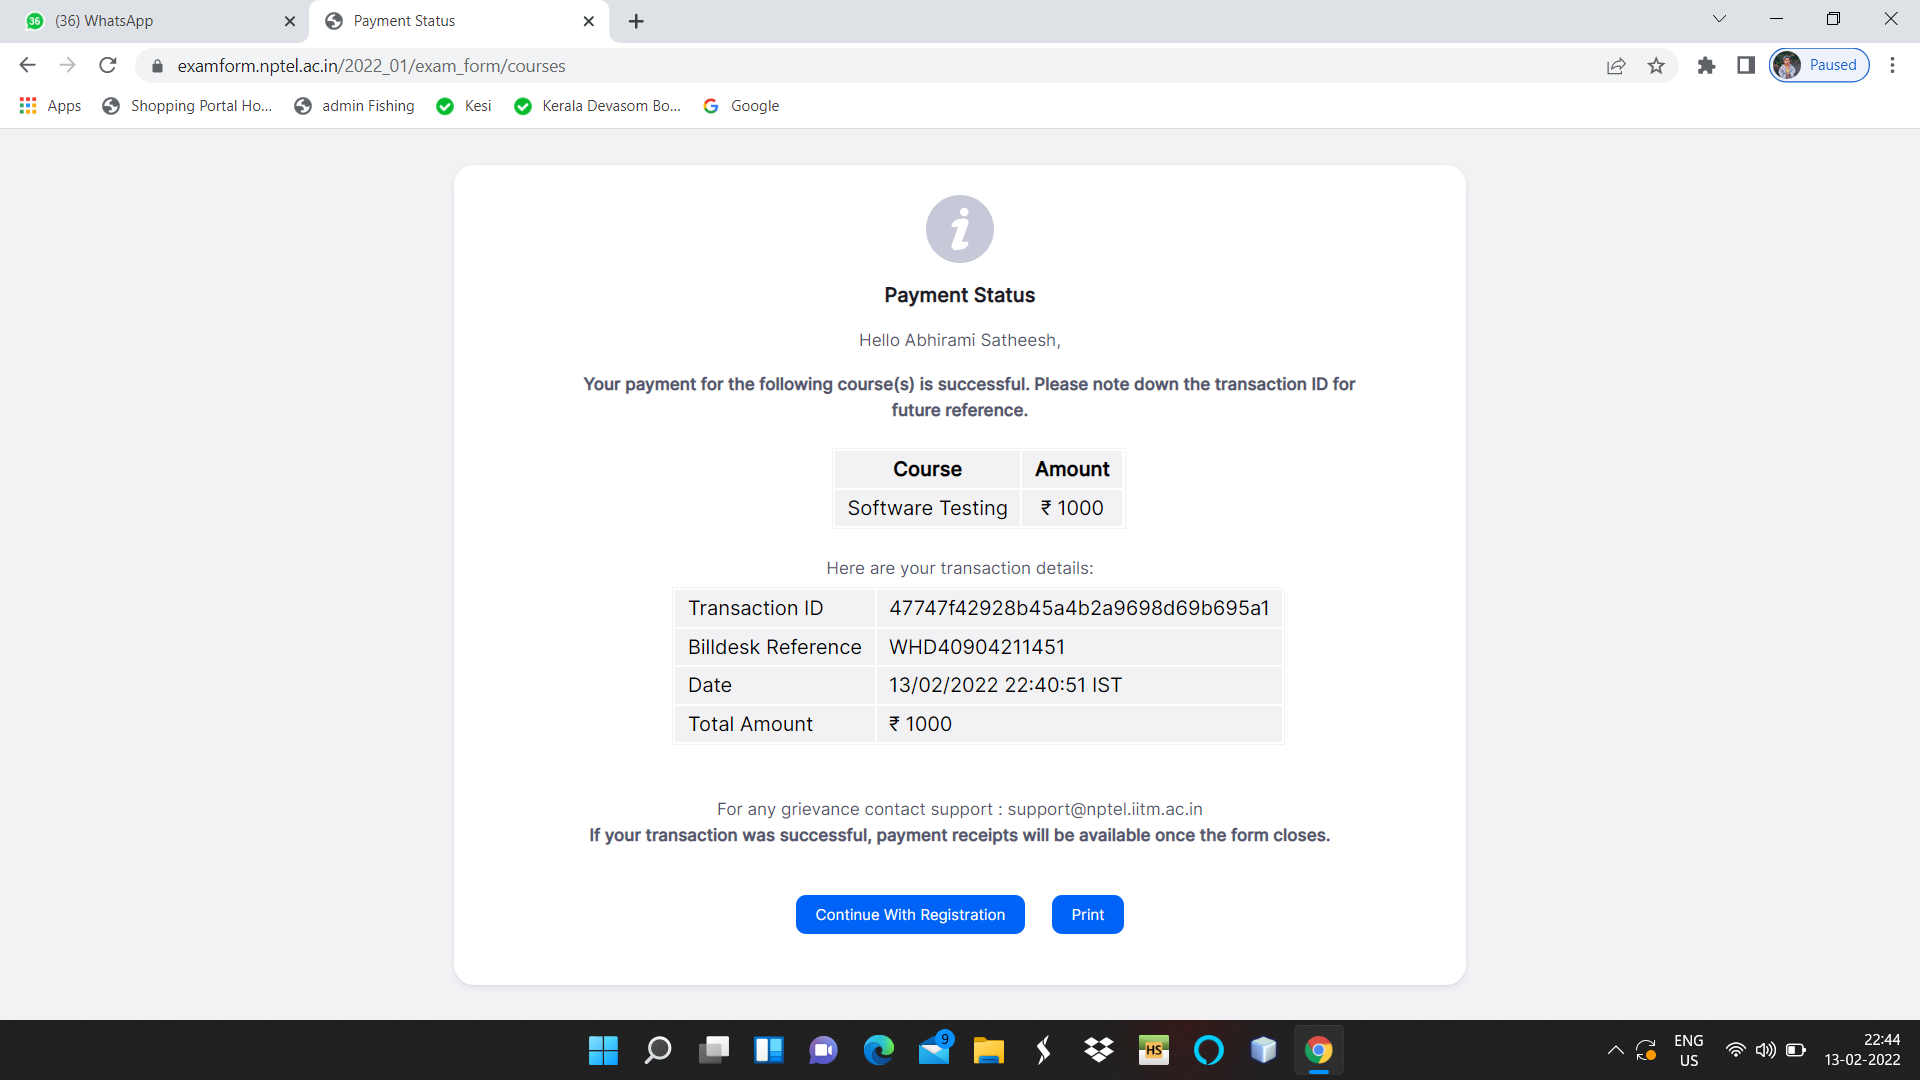 36 (36) WhatsApp
Payment Status
examform.nptel.ac.in/2022_01/exam_form/courses
Paused
Apps
Shopping Portal Ho...
admin Fishing
Kesi
Kerala Devasom Bo...
Google
Payment Status
Hello Abhirami Satheesh,
Your payment for the following course(s) is successful. Please note down the transaction ID for
future reference.
Course Amount
Software Testing ₹ 1000
Here are your transaction details:
Transaction ID 47747f42928b45a4b2a9698d69b695a1
Billdesk Reference WHD40904211451
Date 13/02/2022 22:40:51 IST
Total Amount ₹ 1000
For any grievance contact support : support@nptel.iitm.ac.in
If your transaction was successful, payment receipts will be available once the form closes.
Continue With Registration
Print
9
HS
ENG
US
22:44
13-02-2022